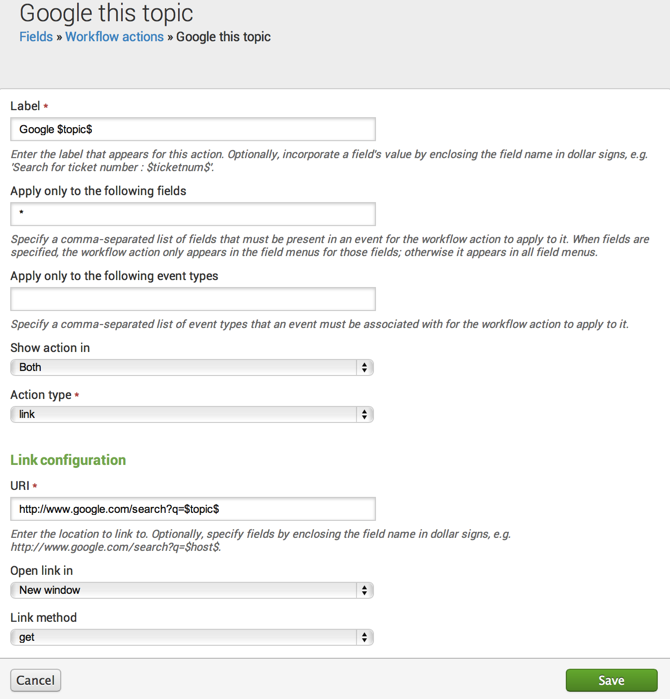 Google this topic
Fields » Workflow actions » Google this topic
Label *
Google $topic$
Enter the label that appears for this action. Optionally, incorporate a field's value by enclosing the field name in dollar signs, e.g.
'Search for ticket number : $ticketnum$'.
Apply only to the following fields
*
Specify a comma-separated list of fields that must be present in an event for the workflow action to apply to it. When fields are
specified, the workflow action only appears in the field menus for those fields; otherwise it appears in all field menus.
Apply only to the following event types
Specify a comma-separated list of event types that an event must be associated with for the workflow action to apply to it.
Show action in
Both
Action type *
link
Link configuration
URI *
http://www.google.com/search?q=$topic$
Enter the location to link to. Optionally, specify fields by enclosing the field name in dollar signs, e.g.
http://www.google.com/search?q=$host$.
Open link in
New window
Link method
get
Cancel Save